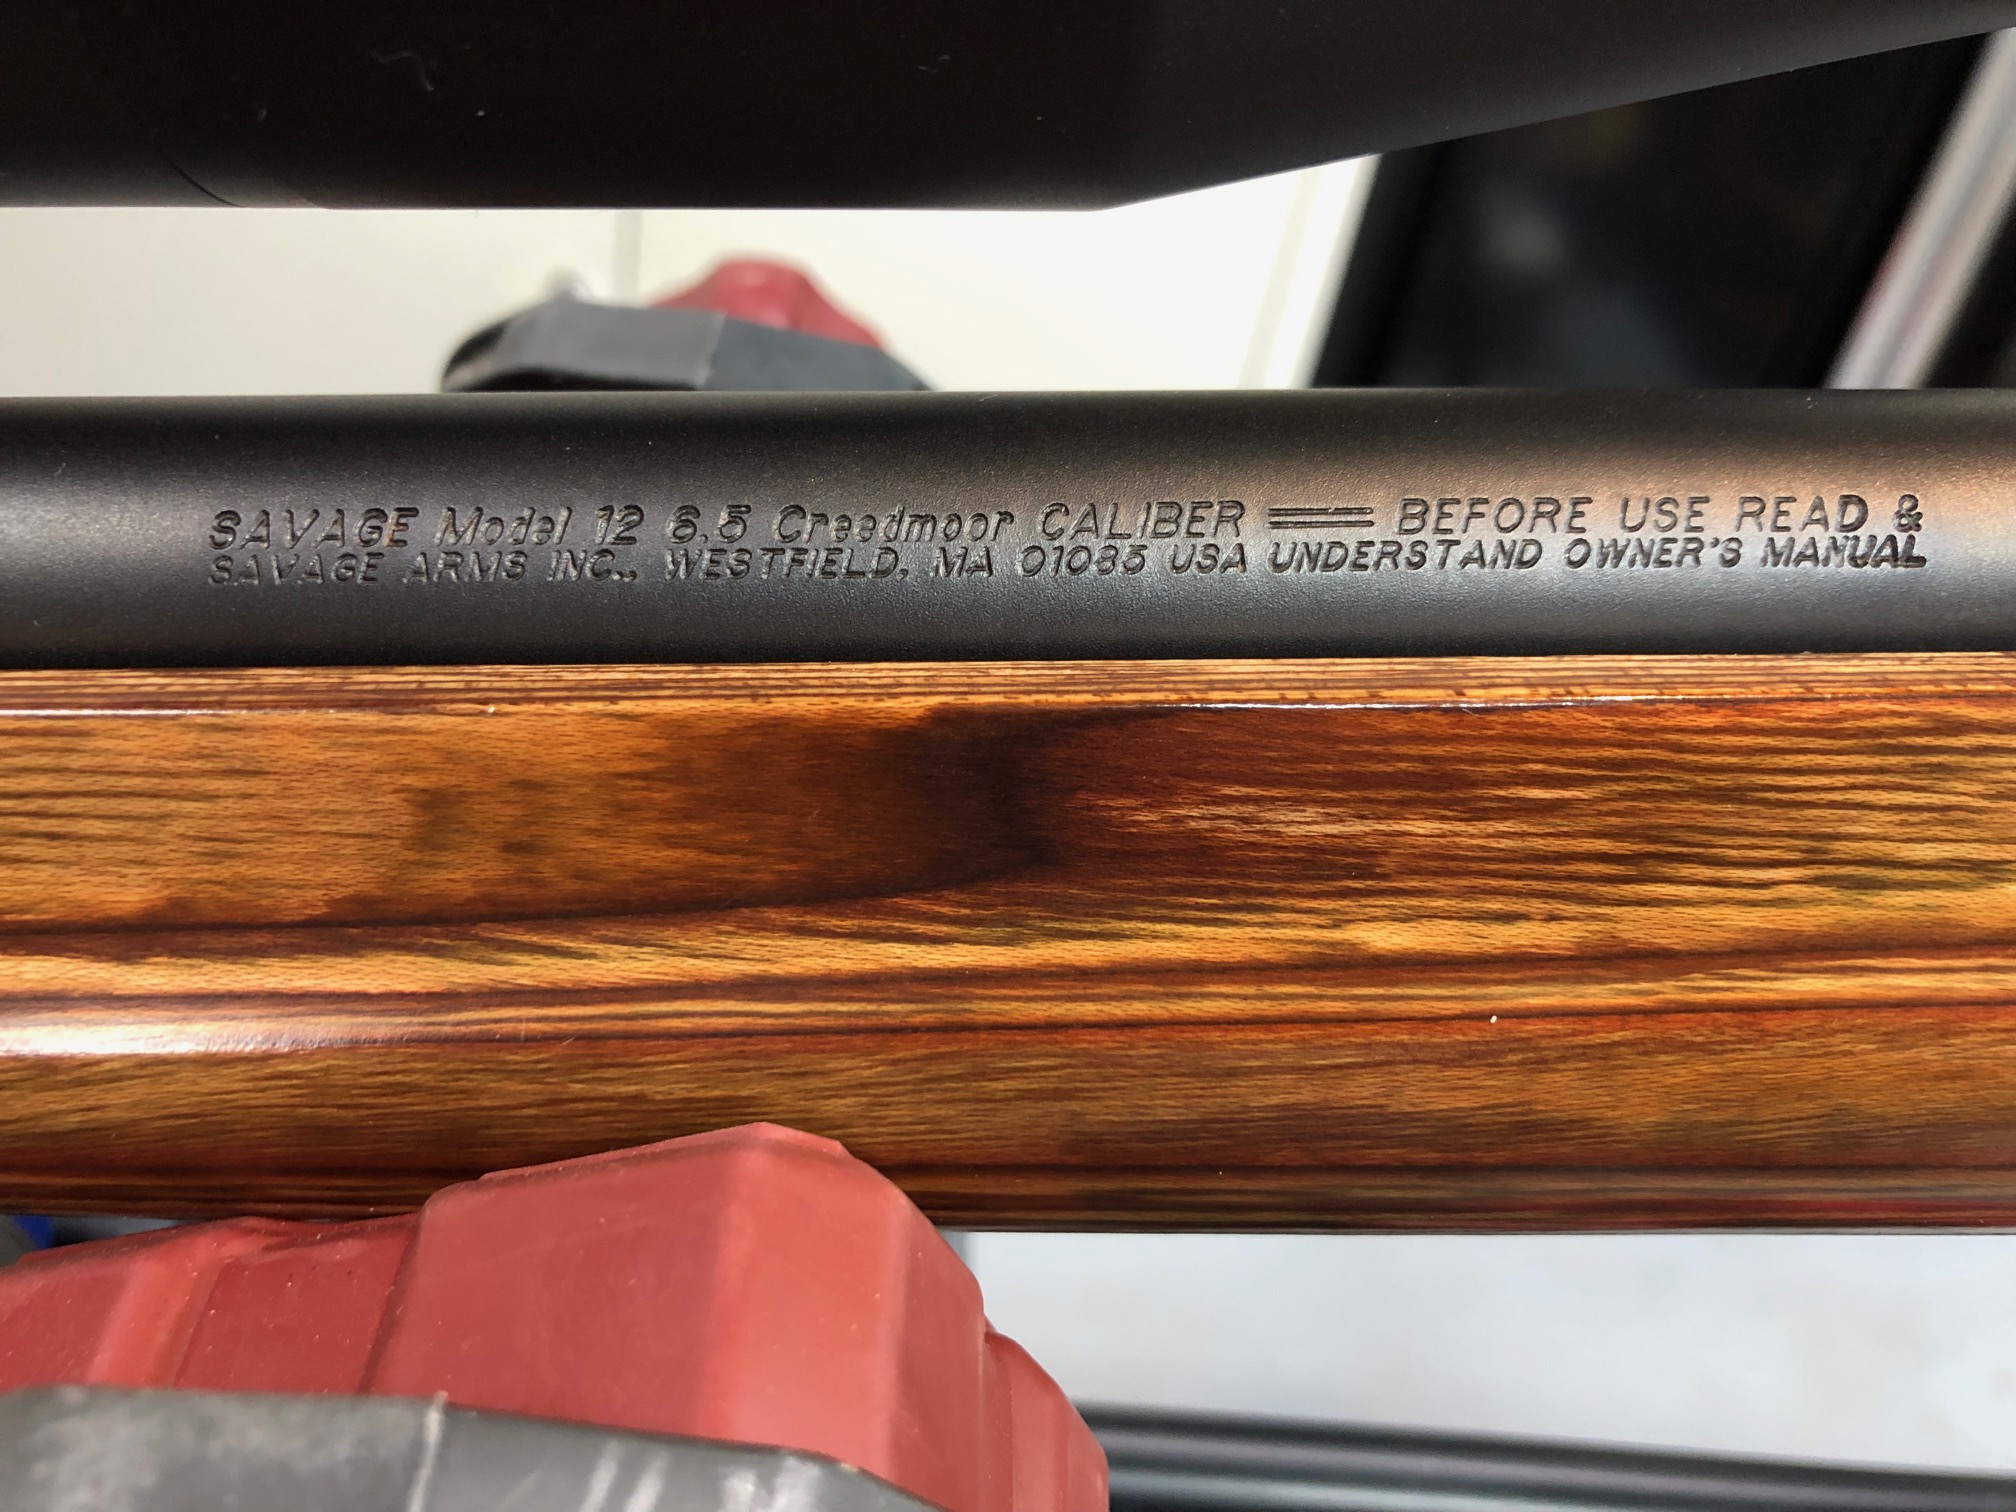 SAVAGE Model 12 6.5 Creedmoor CALIBER BEFORE USE READ &
SAVAGE ARMS INC., WESTFIELD, MA 01085 USA UNDERSTAND OWNER'S MANUAL